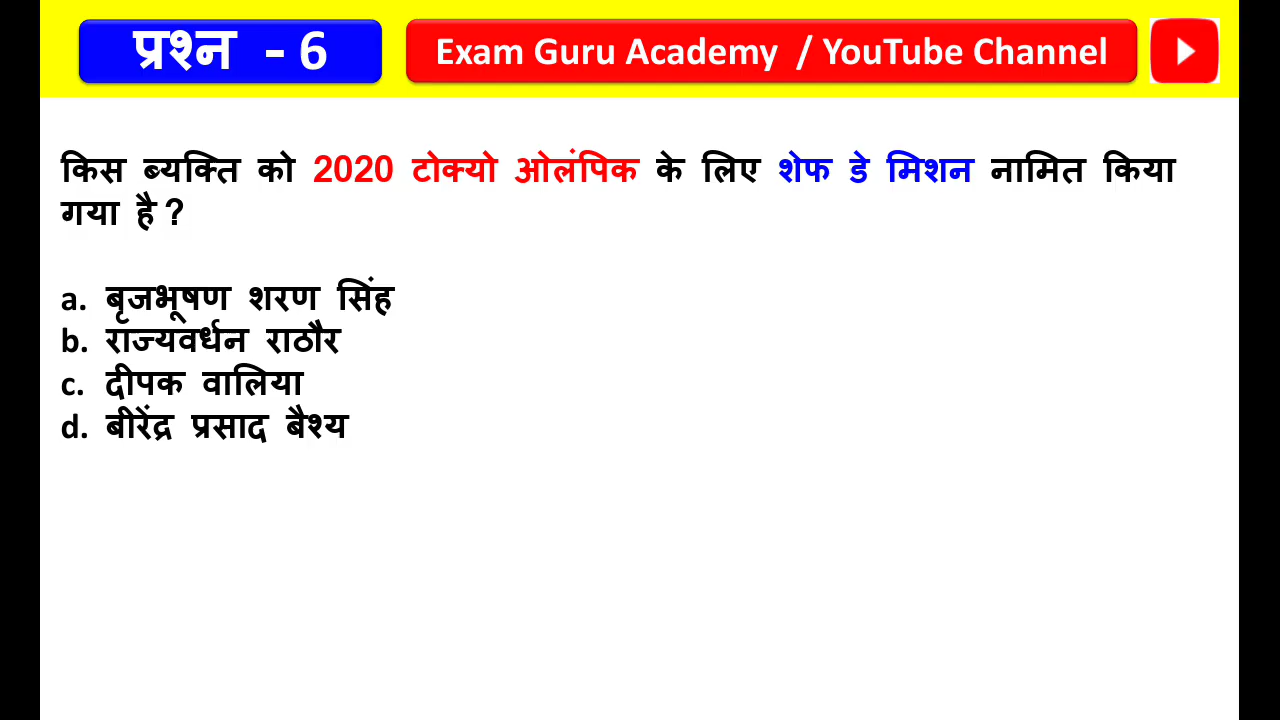 प्रश्न - 6
Exam Guru Academy / YouTube Channel
किस ब्यक्ति को 2020 टोक्यो ओलंपिक के लिए शेफ डे मिशन नामित किया
गया है ?
a. बृजभूषण शरण सिंह
b. राज्यवर्धन राठौर
c. दीपक वालिया
d. बीरेंद्र प्रसाद बैश्य